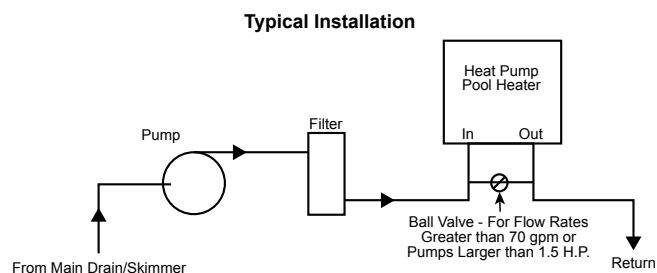 Typical Installation
Heat Pump
Pool Heater
In
Out
Filter
Pump
Ball Valve - For Flow Rates
Greater than 70 gpm or
Pumps Larger than 1.5 H.P.
Return
From Main Drain/Skimmer